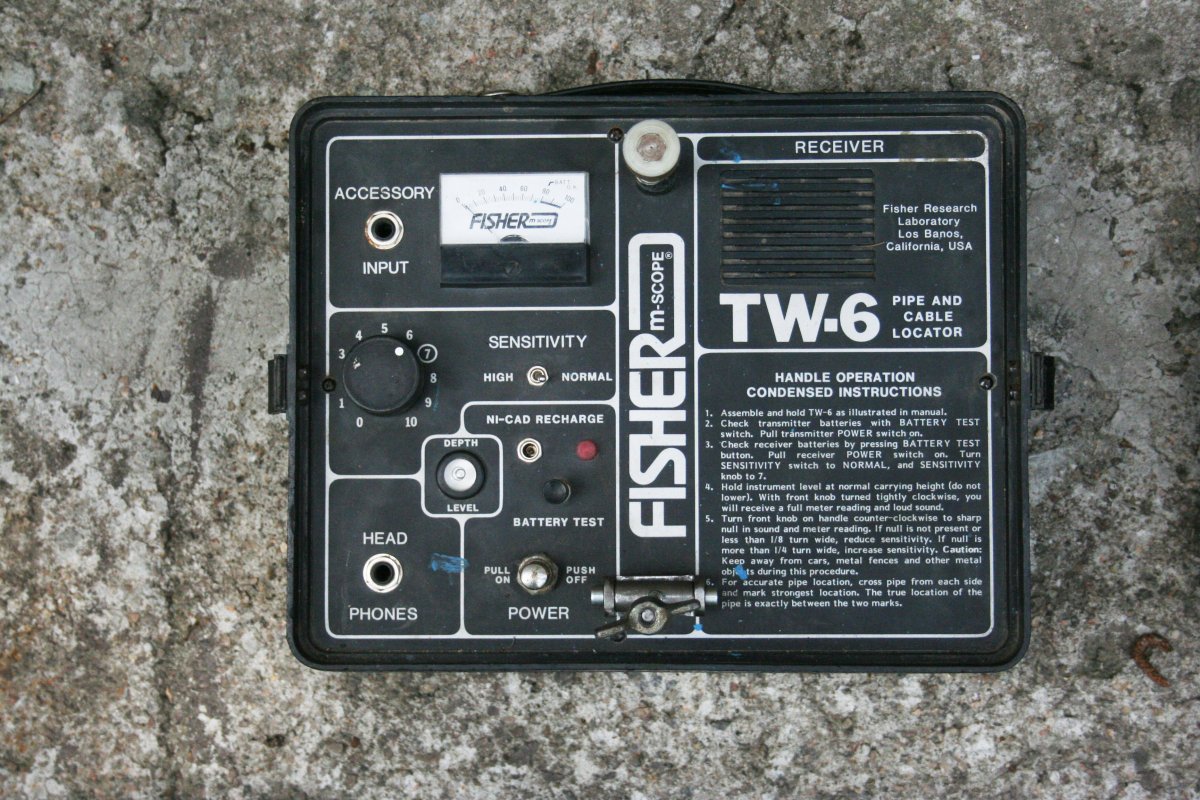 RECEIVER
ACCESSORY
INPUT
BATT
O.K.
0 20 40 60 80 100
FISHER m-scope
Fisher Research
Laboratory
Los Banos,
California, USA
FISHER m-SCOPE®
TW-6
PIPE AND
CABLE
LOCATOR
0 1 3 4 5 6 7 8 9 10
SENSITIVITY
HIGH NORMAL
NI-CAD RECHARGE
DEPTH
LEVEL
BATTERY TEST
HEAD
PHONES
PULL
ON
PUSH
OFF
POWER
HANDLE OPERATION
CONDENSED INSTRUCTIONS
1. Assemble and hold TW-6 as illustrated in manual.
2. Check transmitter batteries with BATTERY TEST
switch. Pull transmitter POWER switch on.
3. Check receiver batteries by pressing BATTERY TEST
button. Pull receiver POWER switch on. Turn
SENSITIVITY switch to NORMAL, and SENSITIVITY
knob to 7.
4. Hold instrument level at normal carrying height (do not
lower). With front knob turned tightly clockwise, you
will receive a full meter reading and loud sound.
5. Turn front knob on handle counter-clockwise to sharp
null in sound and meter reading. If null is not present or
less than 1/8 turn wide, reduce sensitivity. If null is
more than 1/4 turn wide, increase sensitivity. Caution:
Keep away from cars, metal fences and other metal
objects during this procedure.
6. For accurate pipe location, cross pipe from each side
and mark strongest location. The true location of the
pipe is exactly between the two marks.